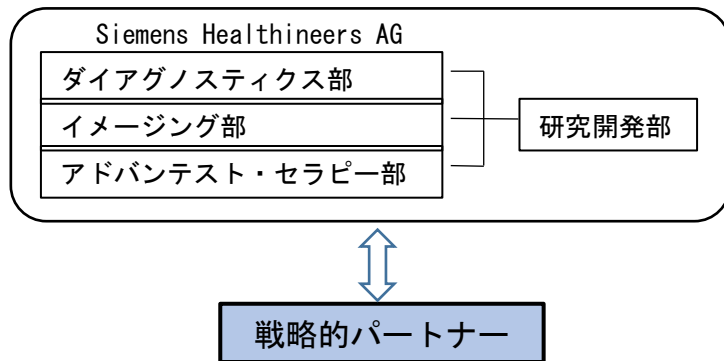 Siemens Healthineers AG
ダイアグノスティクス部
イメージング部
研究開発部
アドバンテスト・セラピー部
戦略的パートナー